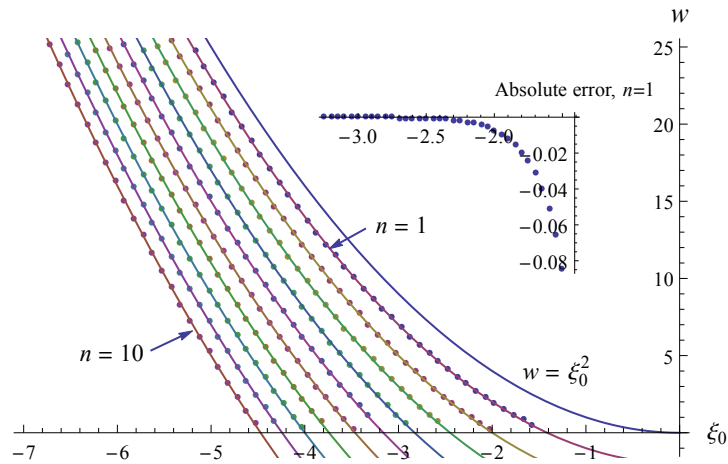 w
25
Absolute error, n=1
−3.0 −2.5 −2.0
−0.02
20
−0.04
−0.06
−0.08
15
n = 1
10
n = 10
w = ξ₀²
5
−7 −6 −5 −4 −3 −2 −1 ξ₀